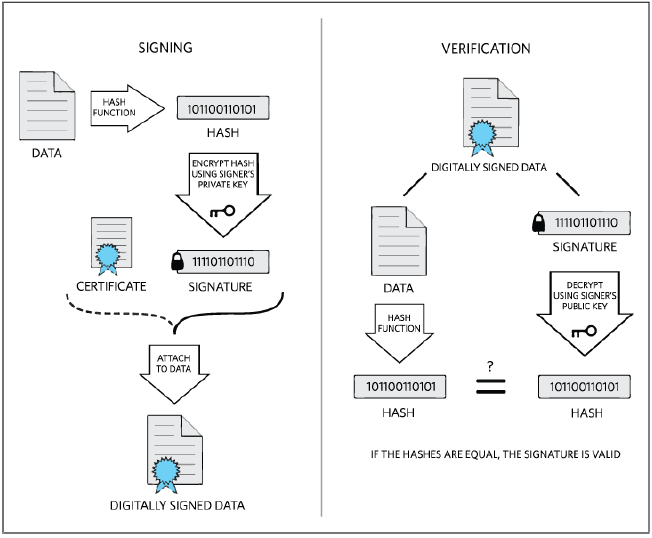 SIGNING
DATA
HASH
FUNCTION
101100110101
HASH
ENCRYPT HASH
USING SIGNER'S
PRIVATE KEY
CERTIFICATE
111101101110
SIGNATURE
ATTACH
TO DATA
DIGITALLY SIGNED DATA
VERIFICATION
DIGITALLY SIGNED DATA
DATA
111101101110
SIGNATURE
HASH
FUNCTION
DECRYPT
USING SIGNER'S
PUBLIC KEY
101100110101
HASH
?
=
101100110101
HASH
IF THE HASHES ARE EQUAL, THE SIGNATURE IS VALID